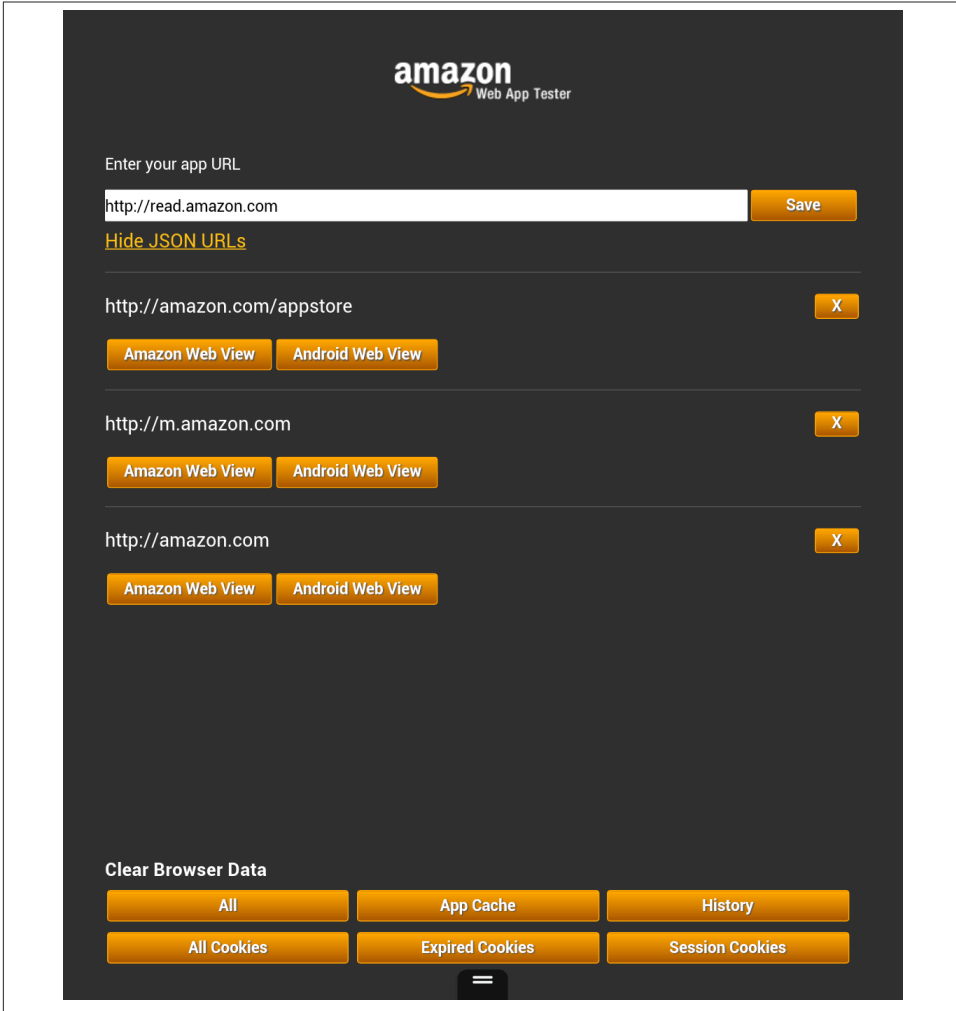 amazon
Web App Tester
Enter your app URL
http://read.amazon.com
Save
Hide JSON URLs
http://amazon.com/appstore
X
Amazon Web View
Android Web View
http://m.amazon.com
X
Amazon Web View
Android Web View
http://amazon.com
X
Amazon Web View
Android Web View
Clear Browser Data
All
App Cache
History
All Cookies
Expired Cookies
Session Cookies